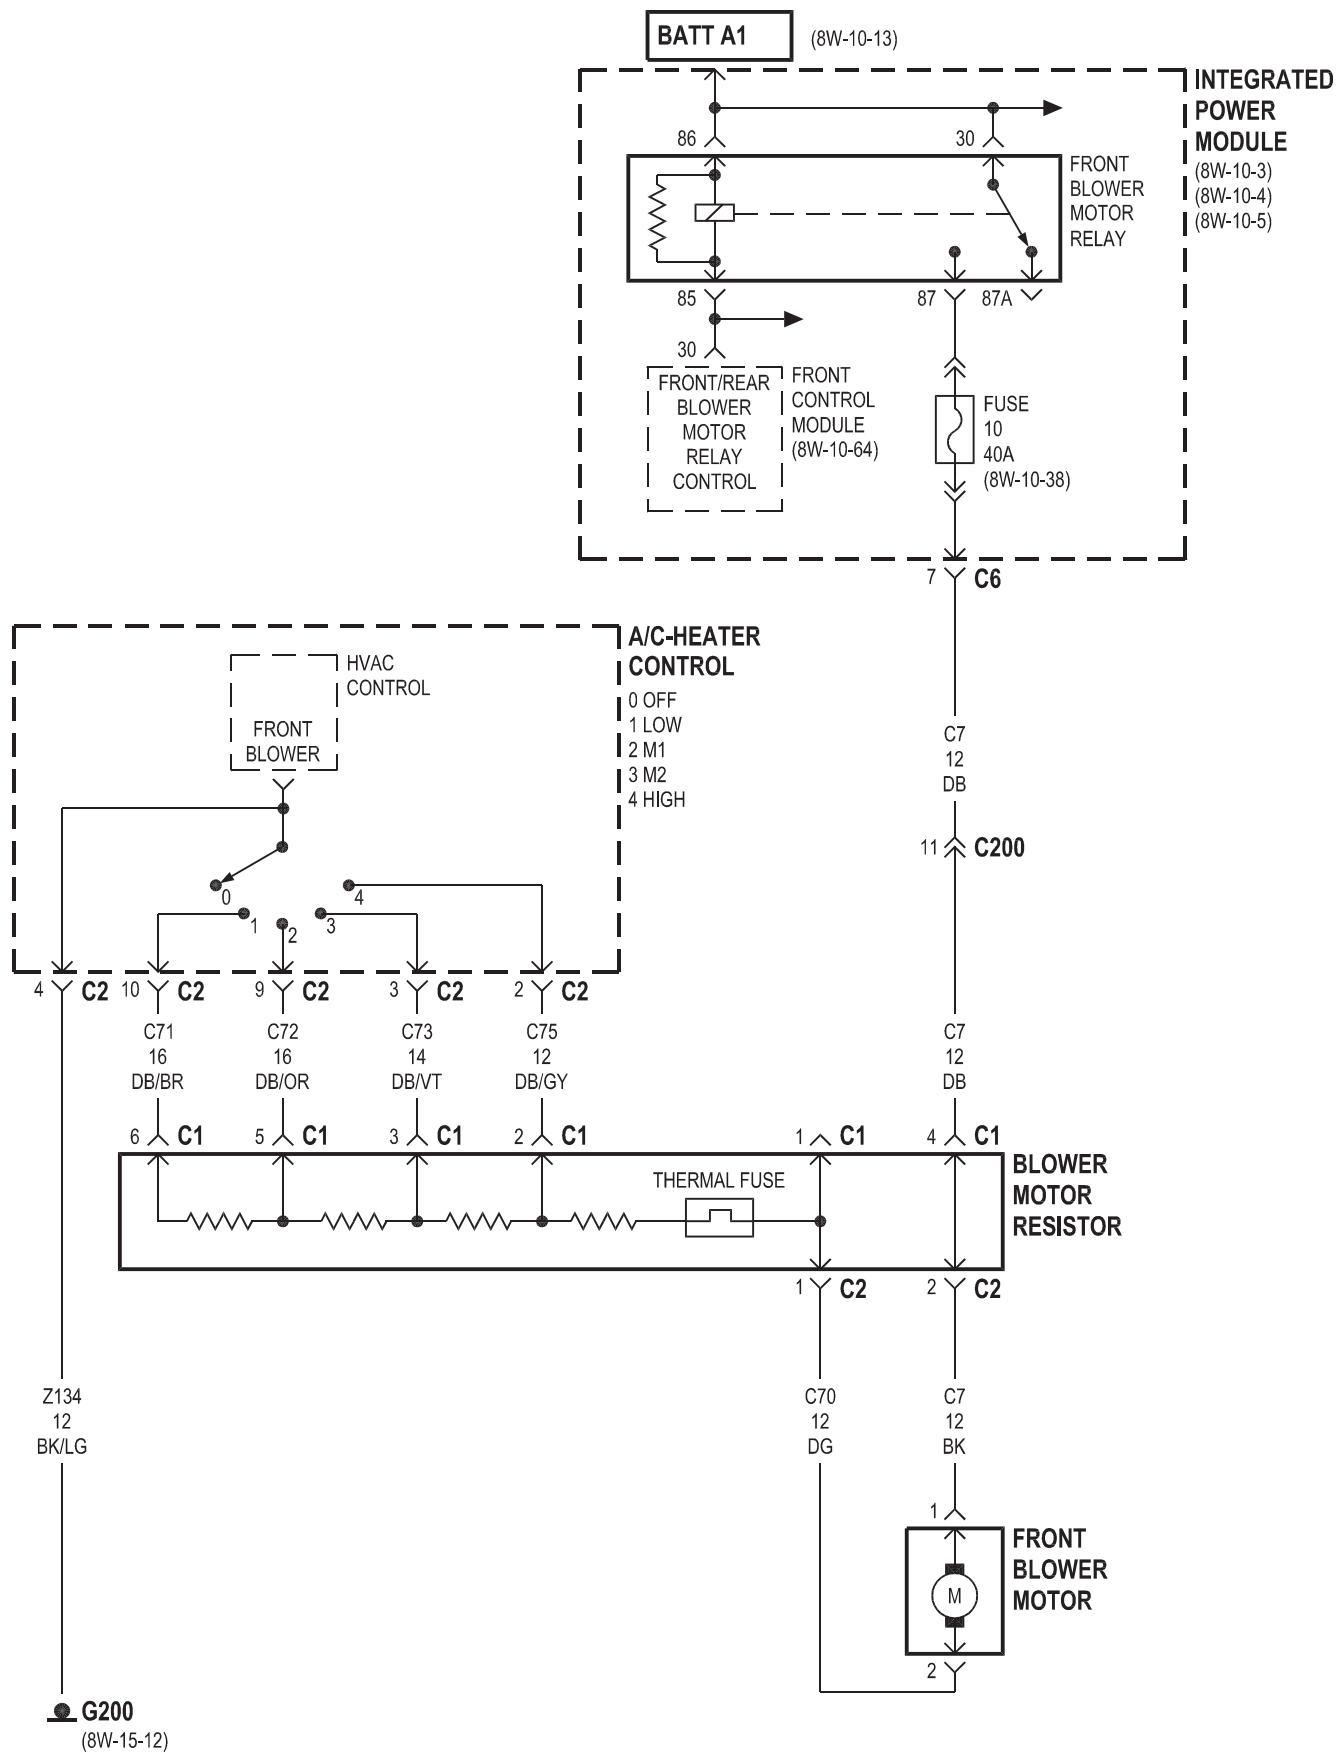 BATT A1
(8W-10-13)
INTEGRATED
POWER
MODULE
(8W-10-3)
(8W-10-4)
(8W-10-5)
86
30
FRONT
BLOWER
MOTOR
RELAY
85
87
87A
30
FRONT/REAR
BLOWER
MOTOR
RELAY
CONTROL
FRONT
CONTROL
MODULE
(8W-10-64)
FUSE
10
40A
(8W-10-38)
7
C6
A/C-HEATER
CONTROL
0 OFF
1 LOW
2 M1
3 M2
4 HIGH
HVAC
CONTROL
FRONT
BLOWER
C7
12
DB
11
C200
0
1
2
3
4
4
C2
10
C2
9
C2
3
C2
2
C2
C71
16
DB/BR
C72
16
DB/OR
C73
14
DB/VT
C75
12
DB/GY
C7
12
DB
6
C1
5
C1
3
C1
2
C1
1
C1
4
C1
BLOWER
MOTOR
RESISTOR
THERMAL FUSE
1
C2
2
C2
Z134
12
BK/LG
C70
12
DG
C7
12
BK
1
FRONT
BLOWER
MOTOR
M
2
G200
(8W-15-12)